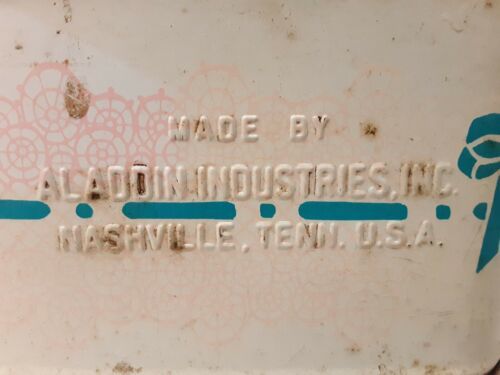 MADE BY
ALADDIN INDUSTRIES, INC.
NASHVILLE, TENN. U.S.A.